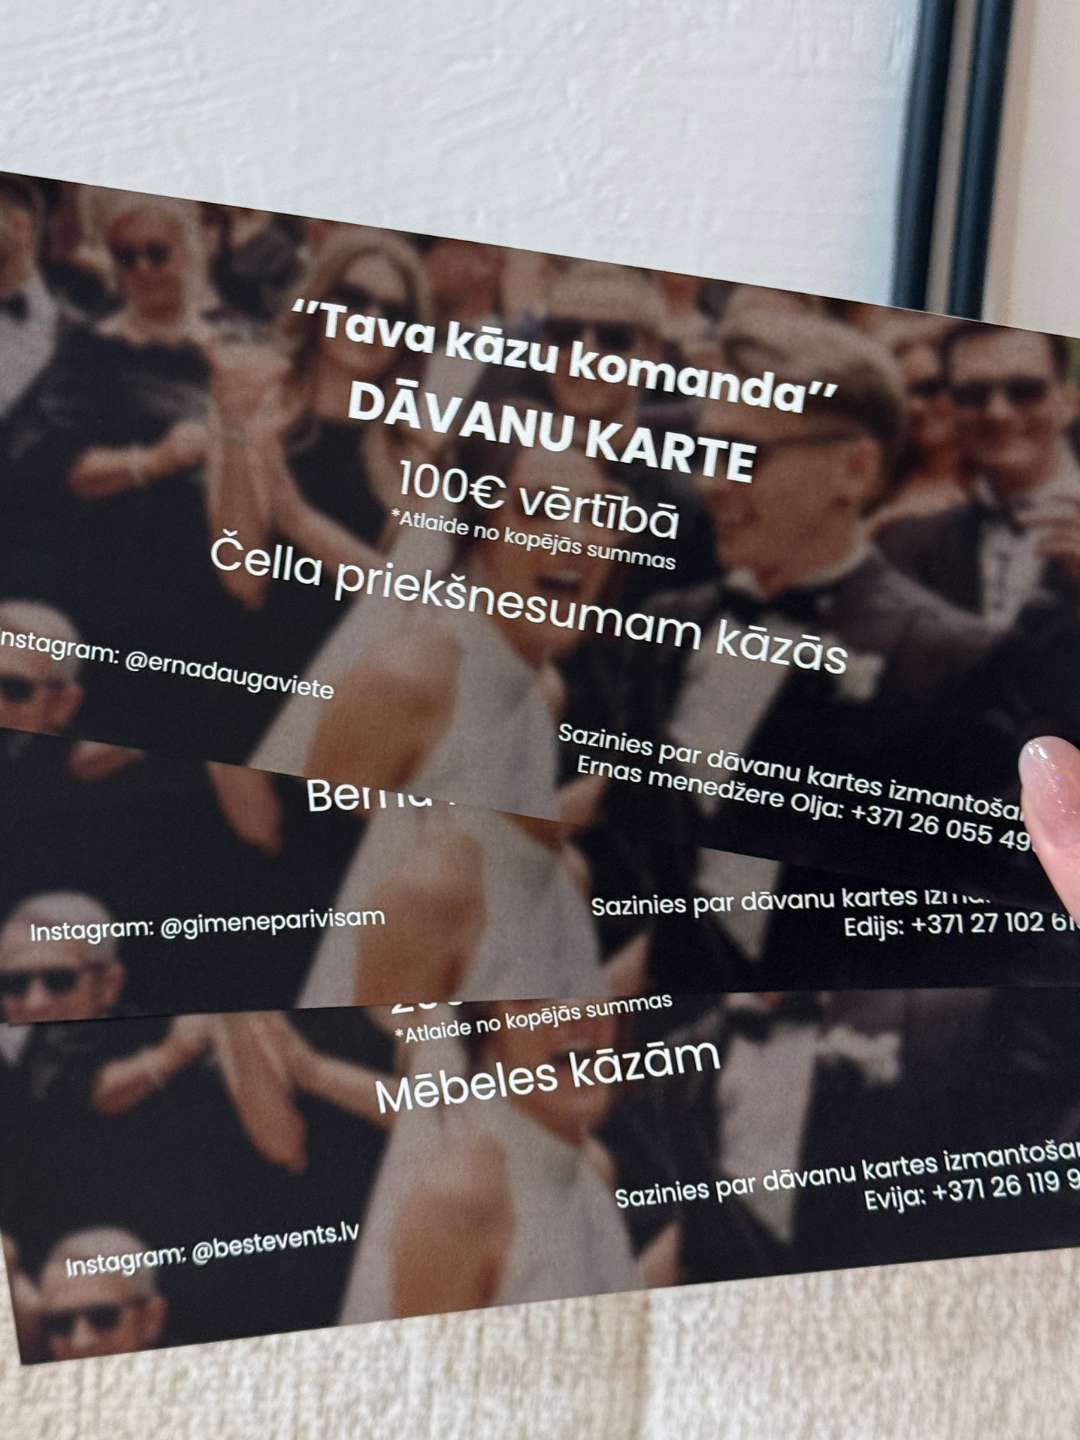 ‘’Tava kāzu komanda’’
DĀVANU KARTE
100€ vērtībā
*Atlaide no kopējās summas
Čella priekšnesumam kāzās
Instagram: @ernadaugaviete
Sazinies par dāvanu kartes
Ernas menedžere Olja: +371 26 055
Instagram: @gimeneparivisam
Sazinies par dāvanu kartes
Edijs: +371 27 102
*Atlaide no kopējās summas
Mēbeles kāzām
Instagram: @bestevents.lv
Sazinies par dāvanu kartes
Evija: +371 26 119